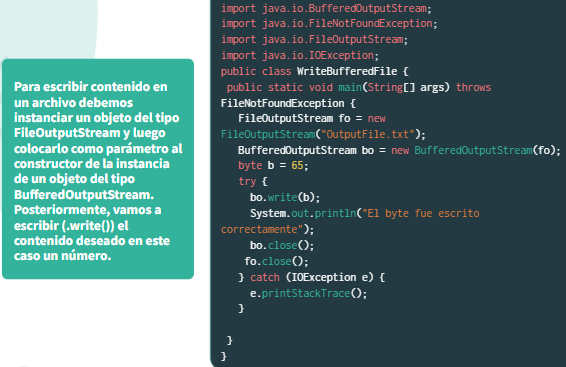 Para escribir contenido en
un archivo debemos
instanciar un objeto del tipo
FileOutputStream y luego
colocarlo como parámetro al
constructor de la instancia
de un objeto del tipo
BufferedOutputStream.
Posteriormente, vamos a
escribir (.write()) el
contenido deseado en este
caso un número.
import java.io.BufferedOutputStream;
import java.io.FileNotFoundException;
import java.io.FileOutputStream;
import java.io.IOException;
public class WriteBufferedFile {
public static void main(String[] args) throws
FileNotFoundException {
FileOutputStream fo = new
FileOutputStream("OutputFile.txt");
BufferedOutputStream bo = new BufferedOutputStream(fo);
byte b = 65;
try {
bo.write(b);
System.out.println("El byte fue escrito
correctamente");
bo.close();
fo.close();
} catch (IOException e) {
e.printStackTrace();
}
}
}